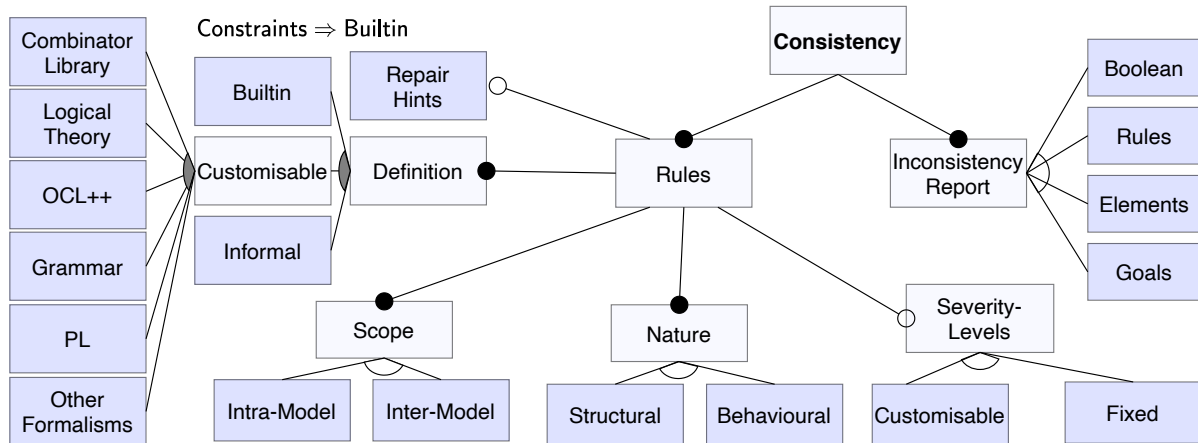 Constraints ⇒ Builtin
Consistency
Combinator
Library
Logical
Theory
OCL++
Grammar
PL
Other
Formalisms
Builtin
Customisable
Informal
Repair
Hints
Definition
Rules
Inconsistency
Report
Boolean
Rules
Elements
Goals
Scope
Nature
Severity-
Levels
Intra-Model
Inter-Model
Structural
Behavioural
Customisable
Fixed